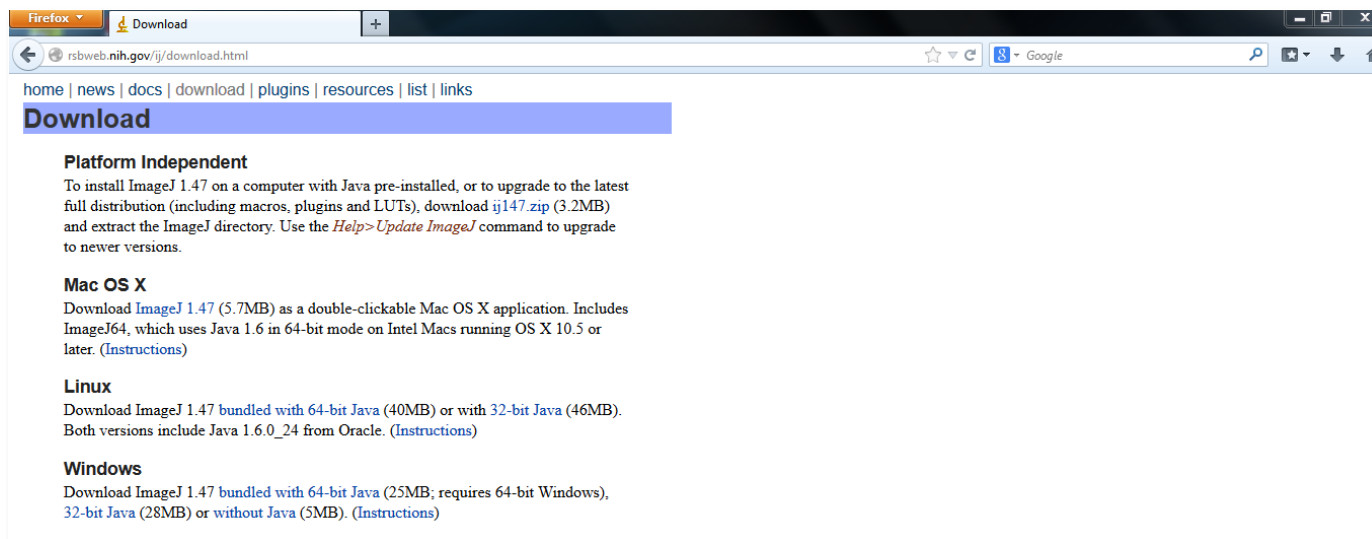 Firefox
Download
rsbweb.nih.gov/ij/download.html
Google
home | news | docs | download | plugins | resources | list | links
Download
Platform Independent
To install ImageJ 1.47 on a computer with Java pre-installed, or to upgrade to the latest
full distribution (including macros, plugins and LUTs), download ij147.zip (3.2MB)
and extract the ImageJ directory. Use the Help>Update ImageJ command to upgrade
to newer versions.
Mac OS X
Download ImageJ 1.47 (5.7MB) as a double-clickable Mac OS X application. Includes
ImageJ64, which uses Java 1.6 in 64-bit mode on Intel Macs running OS X 10.5 or
later. (Instructions)
Linux
Download ImageJ 1.47 bundled with 64-bit Java (40MB) or with 32-bit Java (46MB).
Both versions include Java 1.6.0_24 from Oracle. (Instructions)
Windows
Download ImageJ 1.47 bundled with 64-bit Java (25MB; requires 64-bit Windows),
32-bit Java (28MB) or without Java (5MB). (Instructions)